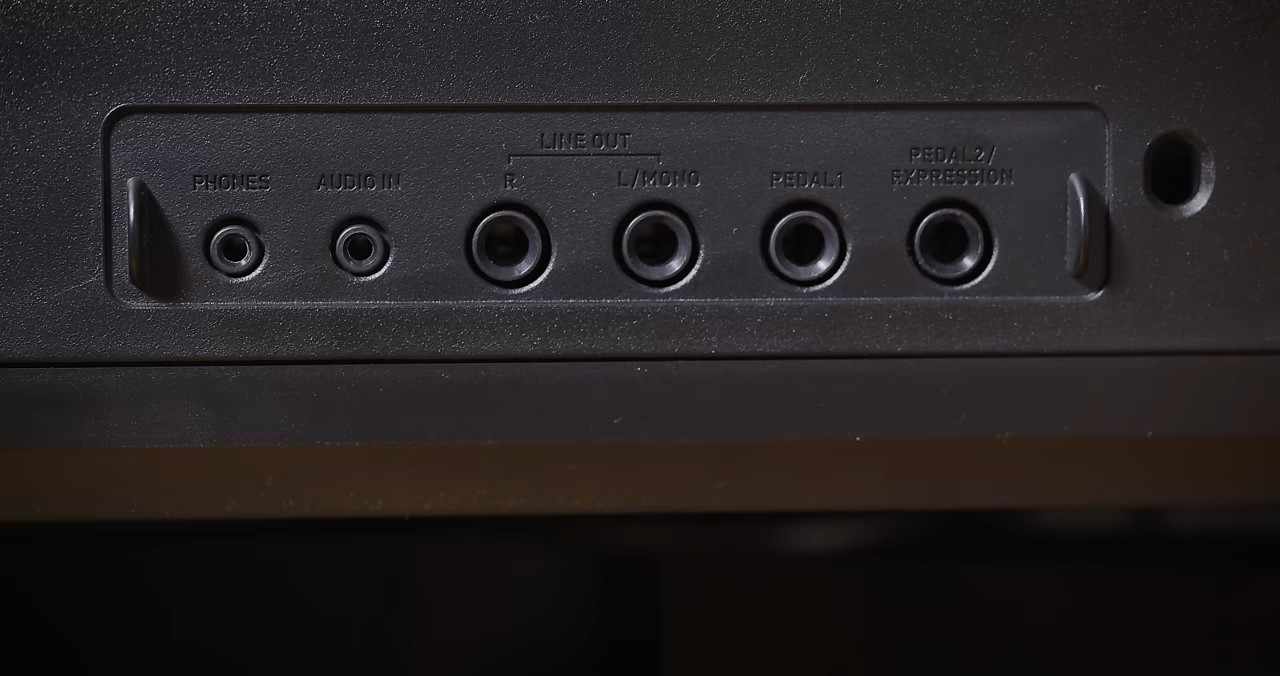 LINE OUT
PHONES
AUDIO IN
R
L/MONO
PEDAL1
PEDAL2/
EXPRESSION